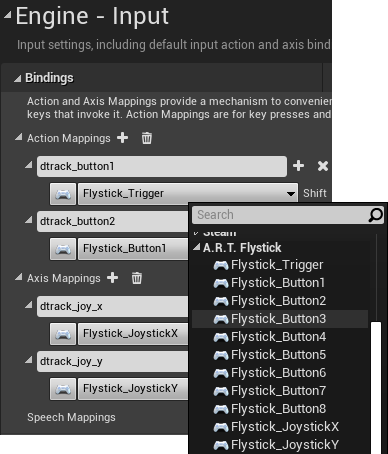 Engine - Input
Input settings, including default input action and axis bind
Bindings
Action and Axis Mappings provide a mechanism to convenien
keys that invoke it. Action Mappings are for key presses and
Action Mappings
dtrack_button1
Flystick_Trigger Shift
dtrack_button2
Flystick_Button1
Axis Mappings
dtrack_joy_x
Flystick_JoystickX
dtrack_joy_y
Flystick_JoystickY
Speech Mappings
Search
Steam
A.R.T. Flystick
Flystick_Trigger
Flystick_Button1
Flystick_Button2
Flystick_Button3
Flystick_Button4
Flystick_Button5
Flystick_Button6
Flystick_Button7
Flystick_Button8
Flystick_JoystickX
Flystick_JoystickY